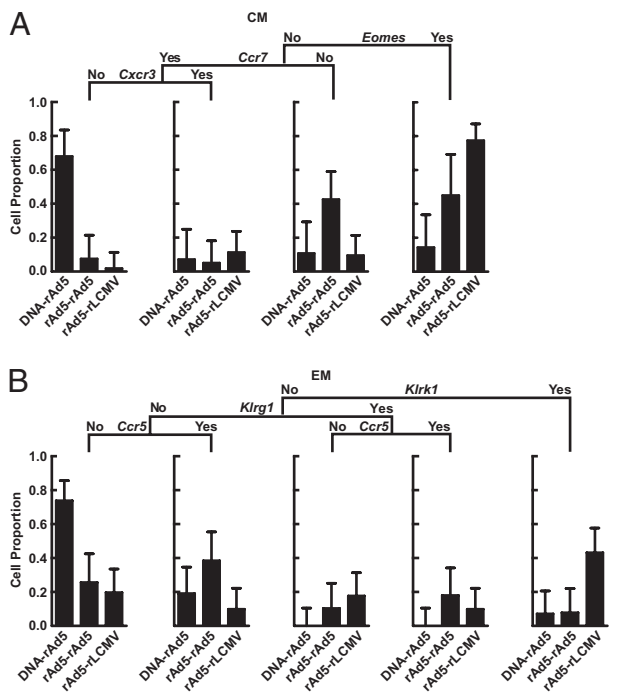 A
CM
No Eomes Yes
Yes Ccr7 No
No Cxcr3 Yes
Cell Proportion
1.0
0.8
0.6
0.4
0.2
0.0
DNA-rAd5
rAd5-rAd5
rAd5-rLCMV
DNA-rAd5
rAd5-rAd5
rAd5-rLCMV
DNA-rAd5
rAd5-rAd5
rAd5-rLCMV
DNA-rAd5
rAd5-rAd5
rAd5-rLCMV
B
EM
No Klrk1 Yes
No Klrg1 Yes
No Ccr5 Yes No Ccr5 Yes
Cell Proportion
1.0
0.8
0.6
0.4
0.2
0.0
DNA-rAd5
rAd5-rAd5
rAd5-rLCMV
DNA-rAd5
rAd5-rAd5
rAd5-rLCMV
DNA-rAd5
rAd5-rAd5
rAd5-rLCMV
DNA-rAd5
rAd5-rAd5
rAd5-rLCMV
DNA-rAd5
rAd5-rAd5
rAd5-rLCMV